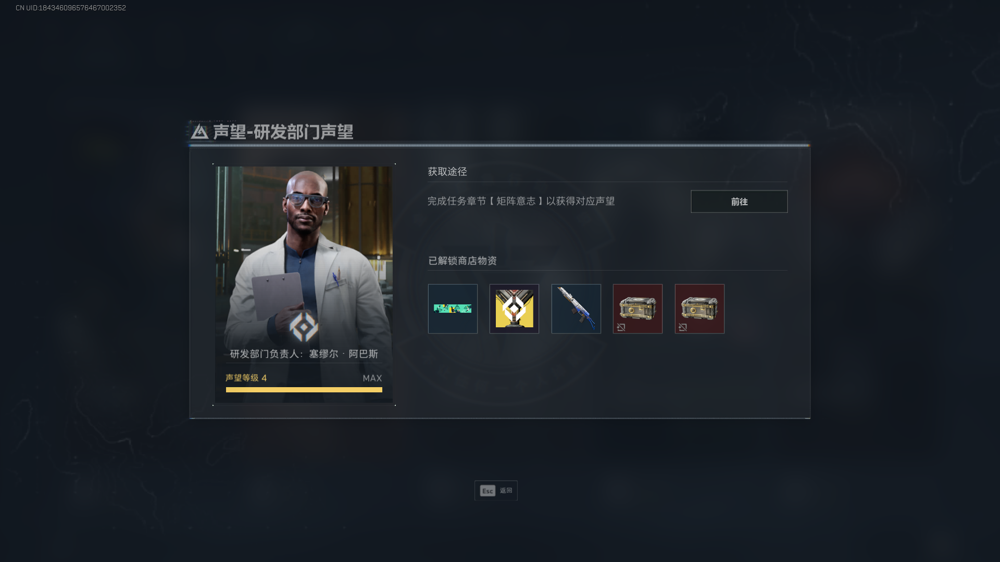 CN UID:184346096576467002352
声望-研发部门声望
获取途径
完成任务章节【矩阵意志】以获得对应声望
前往
已解锁商店物资
研发部门负责人：塞缪尔·阿巴斯
声望等级 4
MAX
Esc 返回